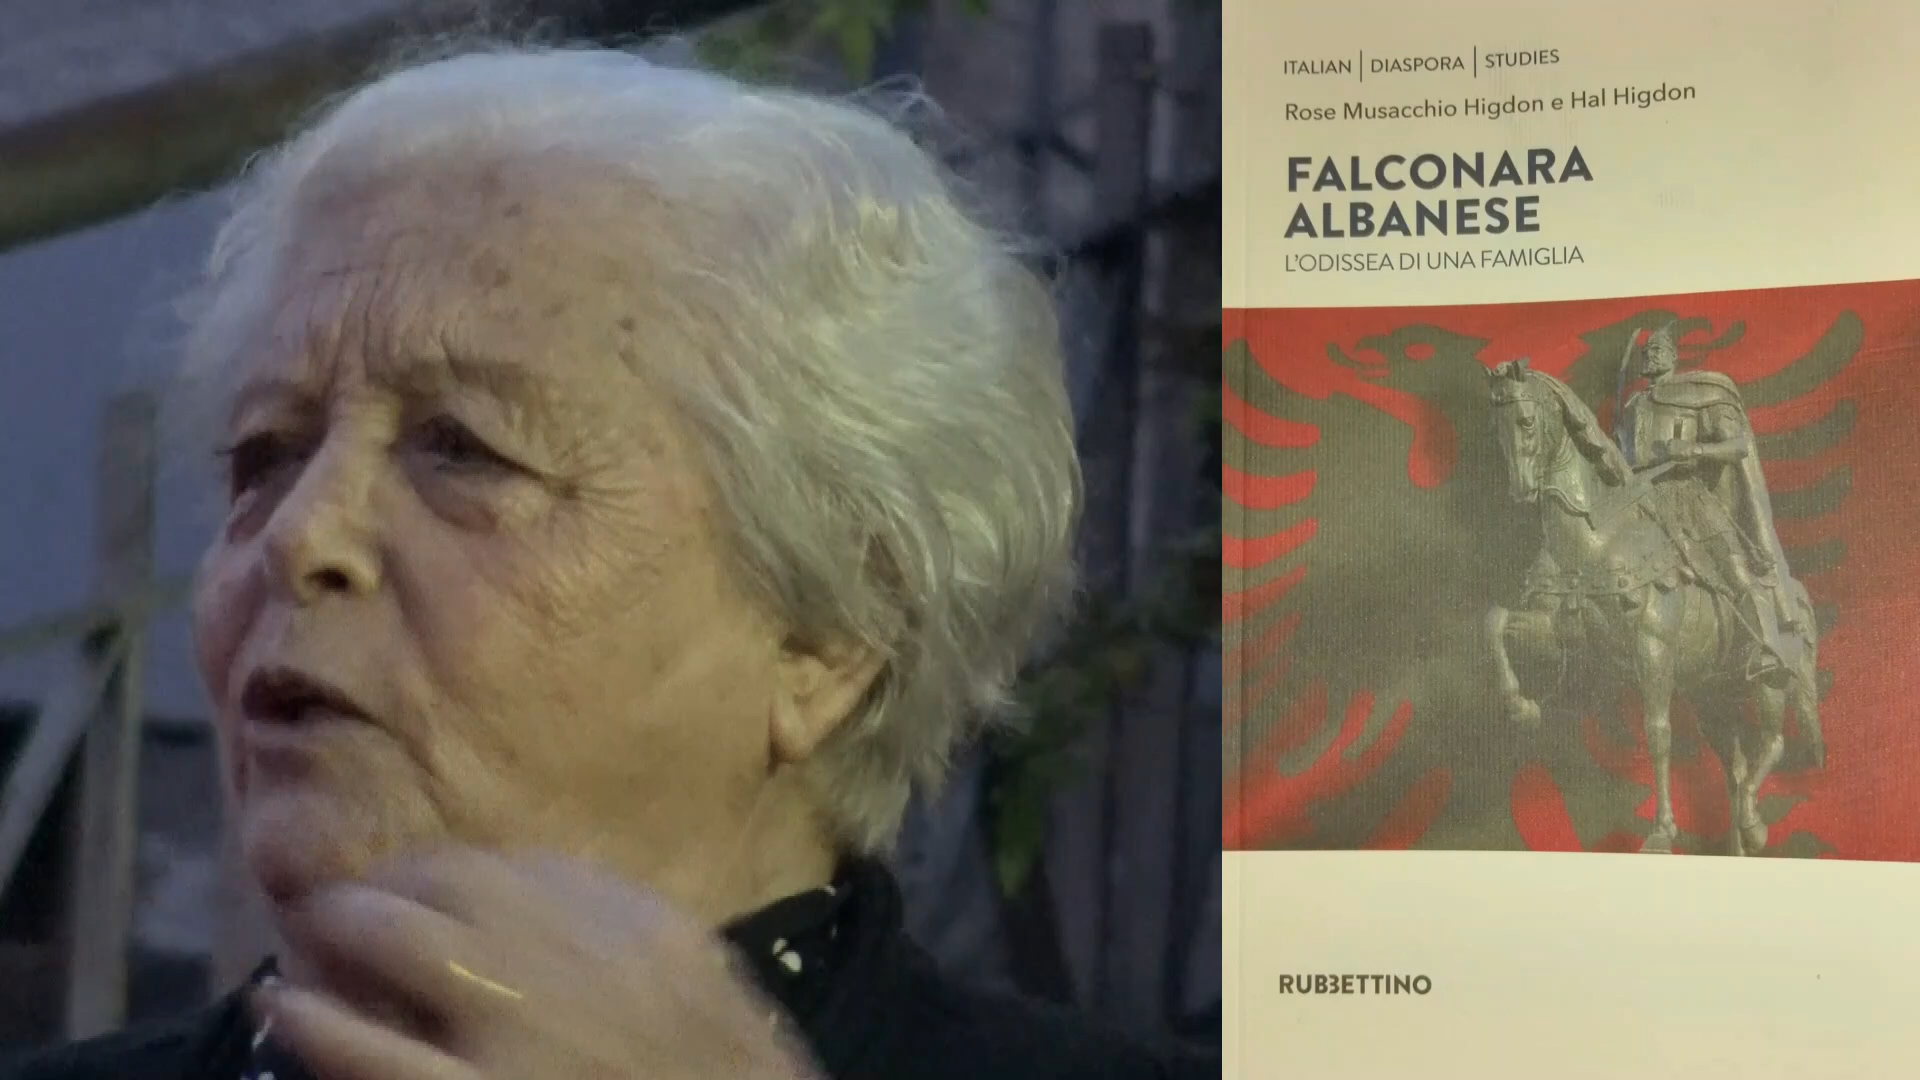 ITALIAN | DIASPORA | STUDIES
Rose Musacchio Higdon e Hal Higdon
FALCONARA
ALBANESE
L'ODISSEA DI UNA FAMIGLIA
RUBBETTINO